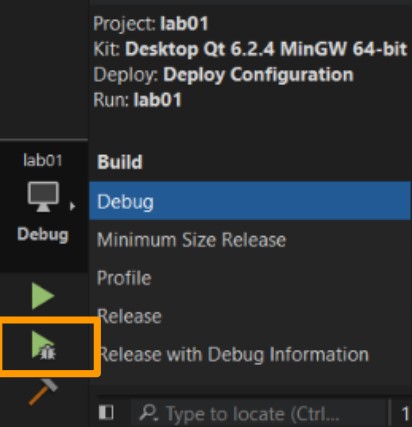 Project: lab01
Kit: Desktop Qt 6.2.4 MinGW 64-bit
Deploy: Deploy Configuration
Run: lab01
lab01
Debug
Build
Debug
Minimum Size Release
Profile
Release
Release with Debug Information
Type to locate (Ctrl...
1